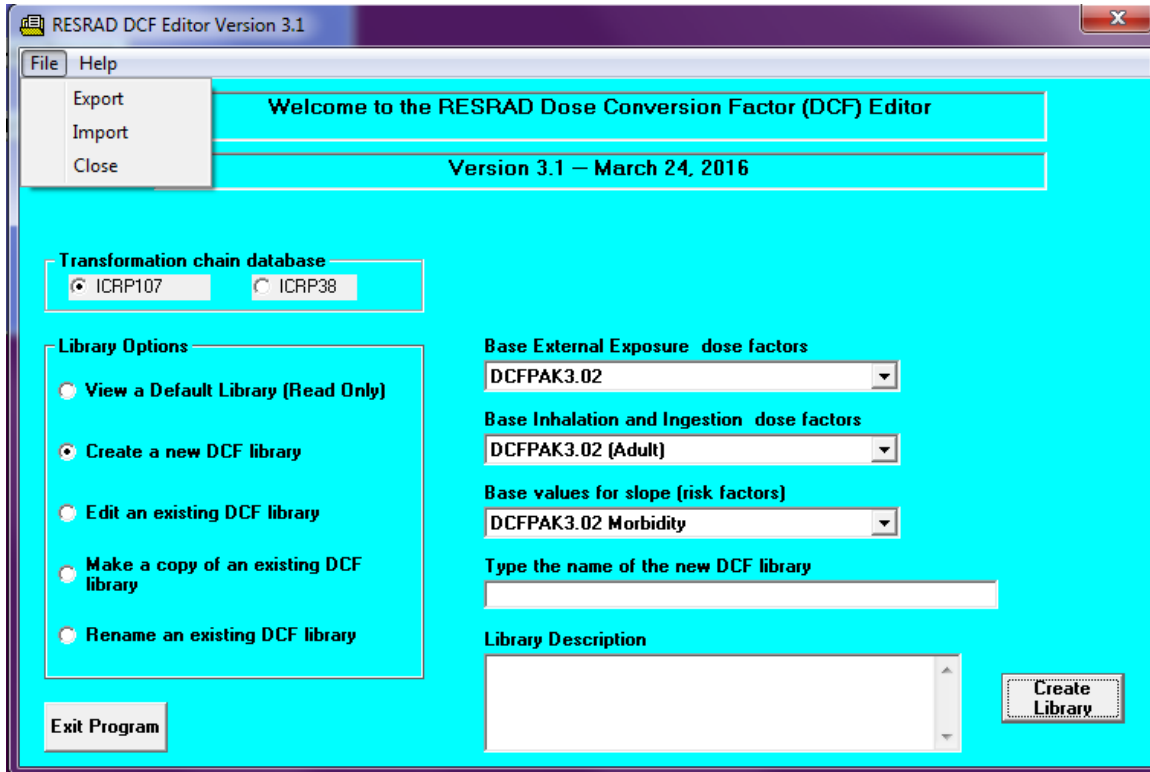 RESRAD DCF Editor Version 3.1
File Help
Export
Import
Close
Welcome to the RESRAD Dose Conversion Factor (DCF) Editor
Version 3.1 — March 24, 2016
Transformation chain database
ICRP107 ICRP38
Library Options
View a Default Library (Read Only)
Create a new DCF library
Edit an existing DCF library
Make a copy of an existing DCF
library
Rename an existing DCF library
Exit Program
Base External Exposure dose factors
DCFPAK3.02
Base Inhalation and Ingestion dose factors
DCFPAK3.02 (Adult)
Base values for slope (risk factors)
DCFPAK3.02 Morbidity
Type the name of the new DCF library
Library Description
Create
Library